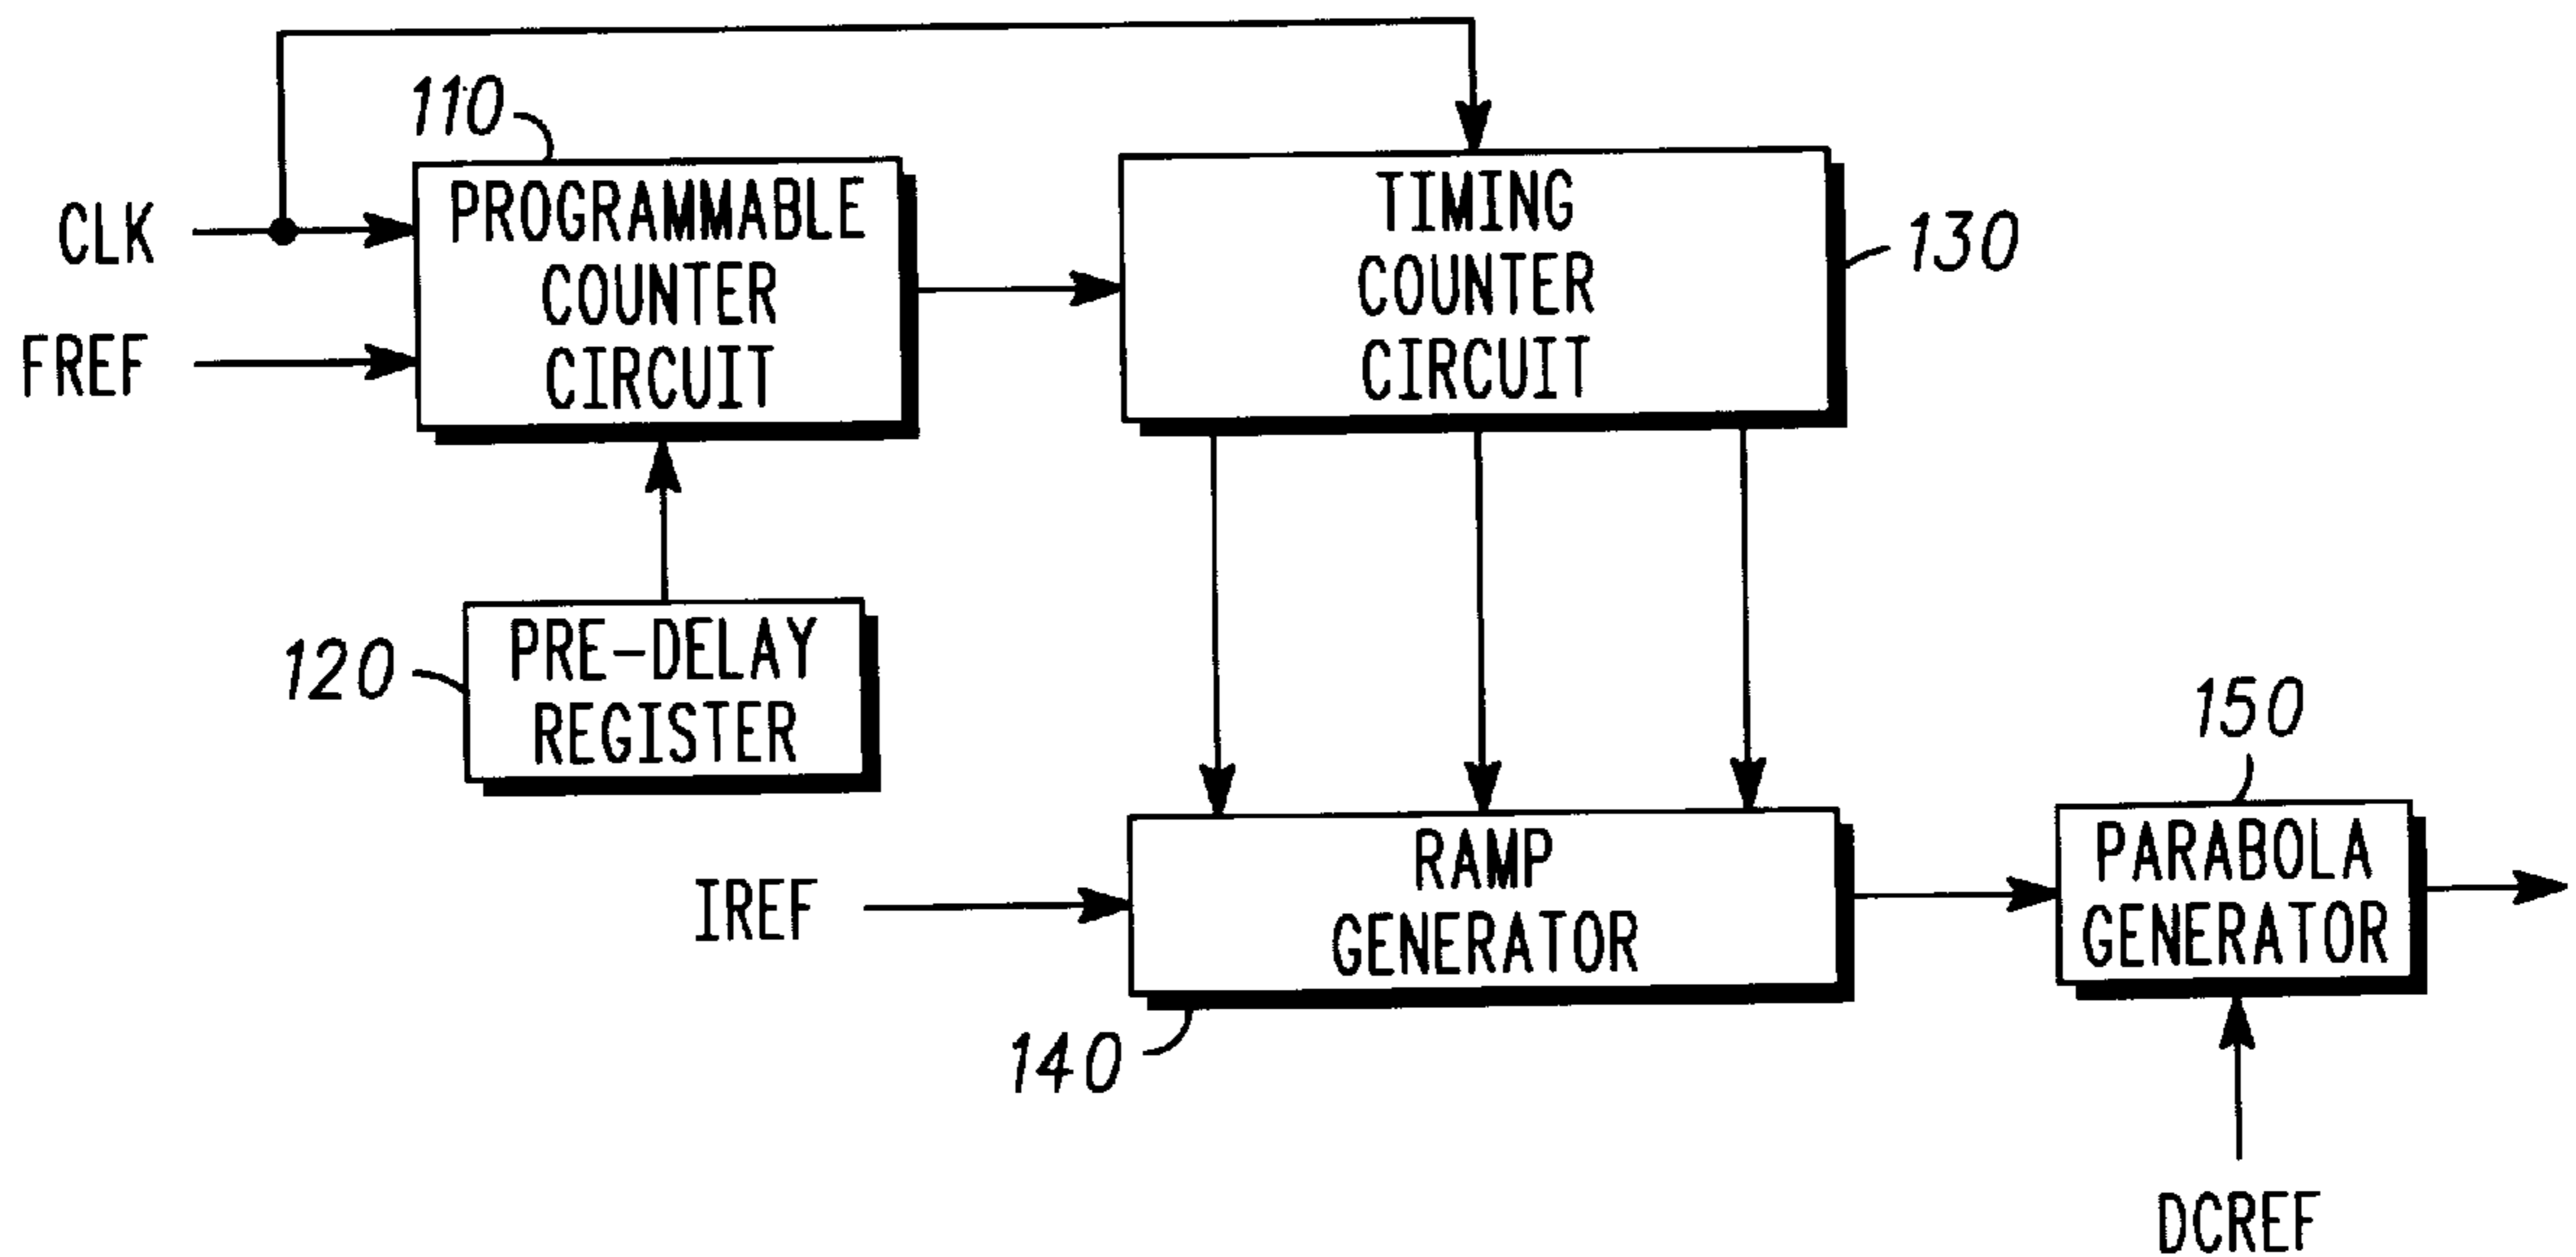 110
PROGRAMMABLE
COUNTER
CIRCUIT
CLK
FREF
TIMING
COUNTER
CIRCUIT
130
120
PRE-DELAY
REGISTER
150
IREF
RAMP
GENERATOR
PARABOLA
GENERATOR
140
DCREF